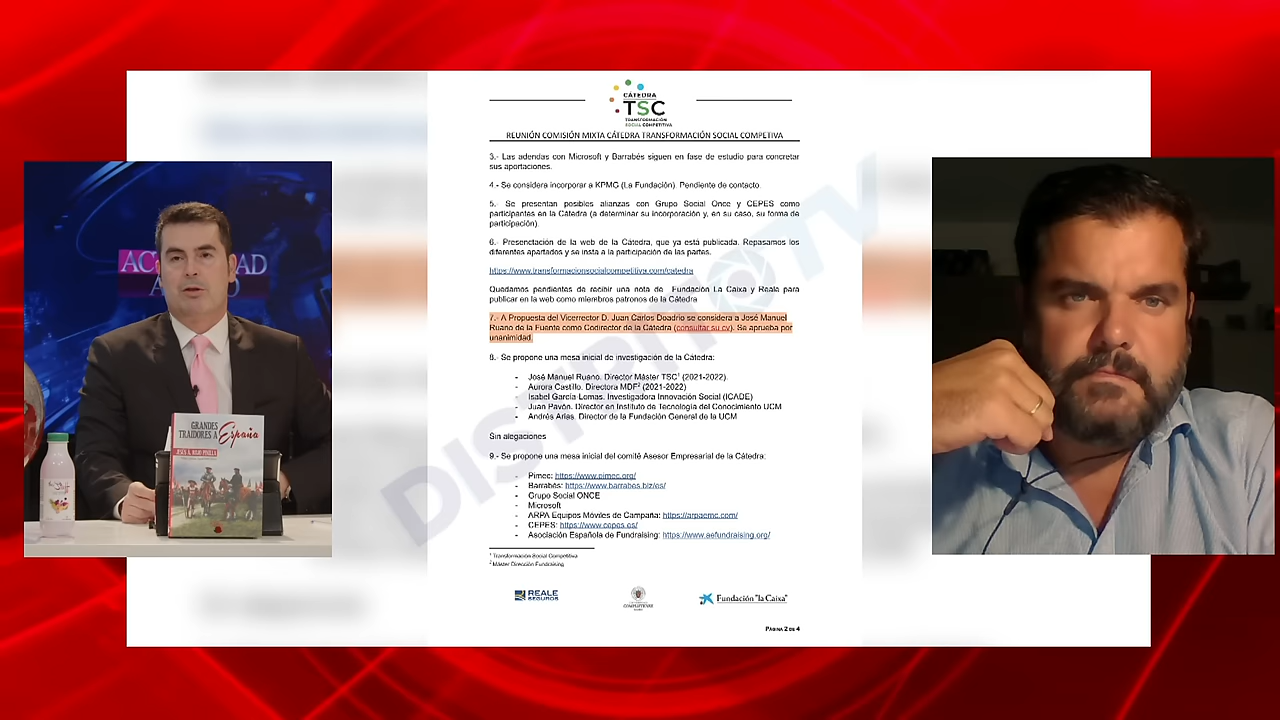 CÁTEDRA
TSC
TRANSFORMACIÓN
SOCIAL COMPETITIVA
REUNIÓN COMISIÓN MIXTA CÁTEDRA TRANSFORMACIÓN SOCIAL COMPETIVA
3.- Las adendas con Microsoft y Barrabés siguen en fase de estudio para concretar
sus aportaciones.
4.- Se considera incorporar a KPMG (La Fundación). Pendiente de contacto.
5.- Se presentan posibles alianzas con Grupo Social Once y CEPES como
participantes en la Cátedra (a determinar su incorporación y, en su caso, su forma de
participación).
6.- Presenctación de la web de la Cátedra, que ya está publicada. Repasamos los
diferentes apartados y se insta a la participación de las partes.
https://www.transformacionsocialcompetitiva.com/catedra
Quedamos pendientes de recibir una nota de Fundación La Caixa y Reale para
publicar en la web como miembros patronos de la Cátedra
7.- A Propuesta del Vicerrector D. Juan Carlos Doadrio se considera a José Manuel
Ruano de la Fuente como Codirector de la Cátedra (consultar su cv). Se aprueba por
unanimidad.
8.- Se propone una mesa inicial de investigación de la Cátedra:
- José Manuel Ruano. Director Máster TSC1 (2021-2022).
- Aurora Castillo. Directora MDF2 (2021-2022)
- Isabel García-Lomas. Investigadora Innovación Social (ICADE)
- Juan Pavón. Director en Instituto de Tecnología del Conocimiento UCM
- Andrés Arias. Director de la Fundación General de la UCM
Sin alegaciones
9.- Se propone una mesa inicial del comité Asesor Empresarial de la Cátedra:
- Pimec: https://www.pimec.org/
- Barrabés: https://www.barrabes.biz/es/
- Grupo Social ONCE
- Microsoft
- ARPA Equipos Móviles de Campaña: https://arpaemc.com/
- CEPES: https://www.cepes.es/
- Asociación Española de Fundraising: https://www.aefundraising.org/
1 Transformación Social Competitiva
2 Máster Dirección Fundraising
REALE
SEGUROS
COMPLUTENSE
Fundación "la Caixa"
PÁGINA 2 DE 4
DISTRITO TV
GRANDES
TRAIDORES A
España
JESÚS Á. ROJO PINILLA